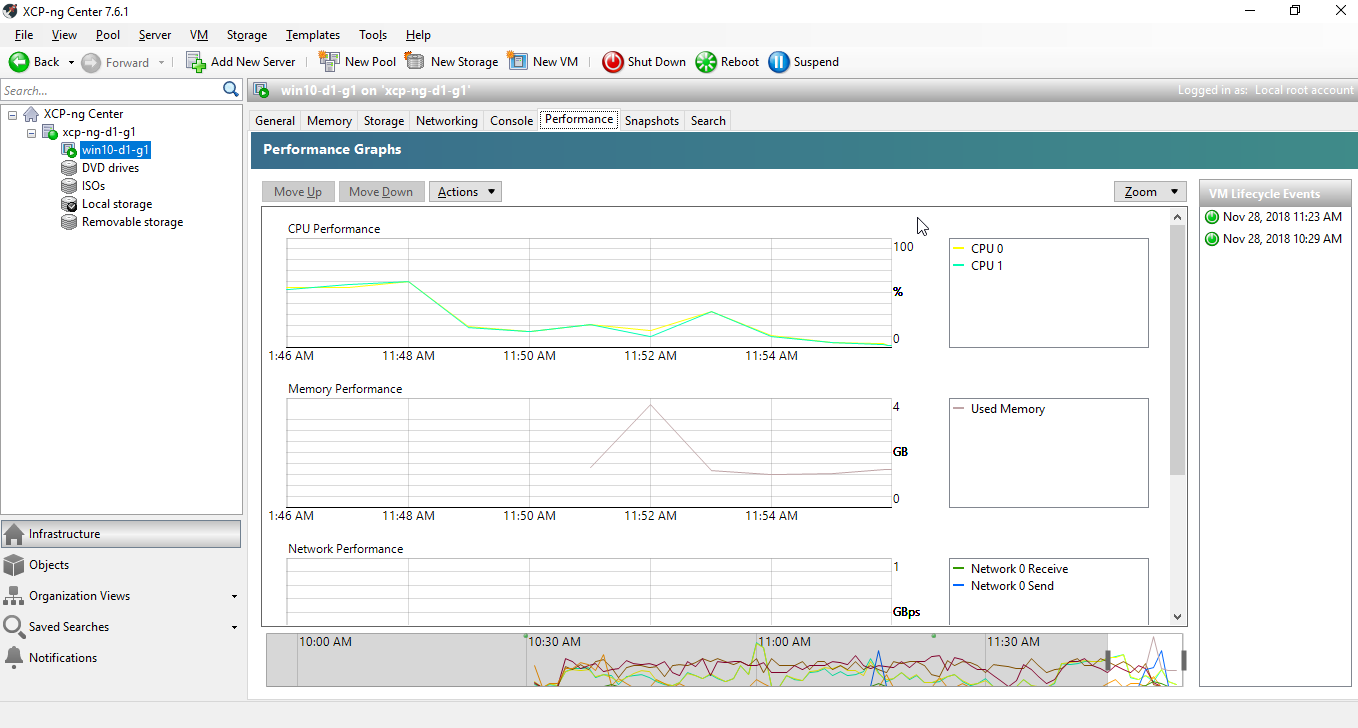 XCP-ng Center 7.6.1
File View Pool Server VM Storage Templates Tools Help
Back Forward Add New Server New Pool New Storage New VM Shut Down Reboot Suspend
Search...
win10-d1-g1 on 'xcp-ng-d1-g1'
Logged in as: Local root account
XCP-ng Center
xcp-ng-d1-g1
win10-d1-g1
DVD drives
ISOs
Local storage
Removable storage
Infrastructure
Objects
Organization Views
Saved Searches
Notifications
General Memory Storage Networking Console Performance Snapshots Search
Performance Graphs
Move Up Move Down Actions Zoom
CPU Performance
100
%
0
1:46 AM 11:48 AM 11:50 AM 11:52 AM 11:54 AM
CPU 0
CPU 1
Memory Performance
4
GB
0
1:46 AM 11:48 AM 11:50 AM 11:52 AM 11:54 AM
Used Memory
Network Performance
1
GBps
Network 0 Receive
Network 0 Send
10:00 AM 10:30 AM 11:00 AM 11:30 AM
VM Lifecycle Events
Nov 28, 2018 11:23 AM
Nov 28, 2018 10:29 AM